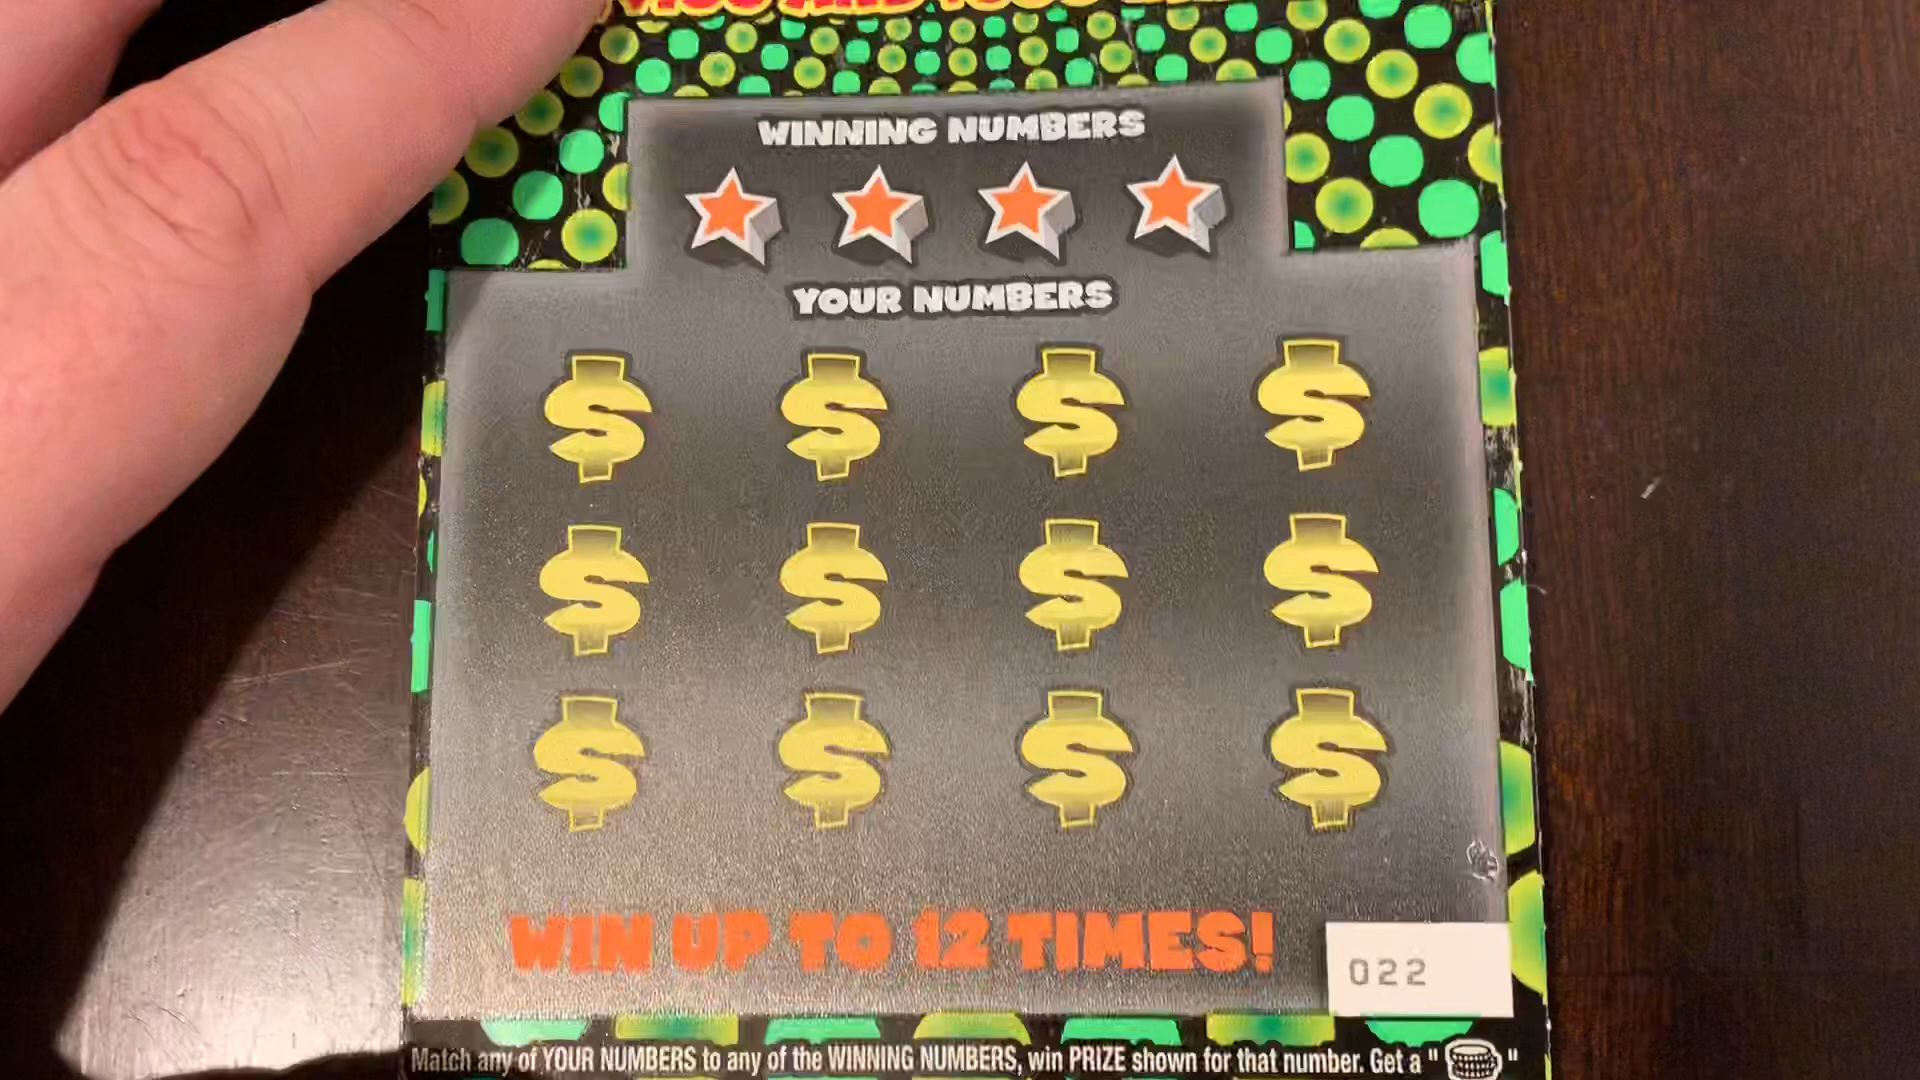 WINNING NUMBERS
YOUR NUMBERS
$ $ $ $
$ $ $ $
$ $ $ $
WIN UP TO 12 TIMES!
022
Match any of YOUR NUMBERS to any of the WINNING NUMBERS, win PRIZE shown for that number. Get a " "